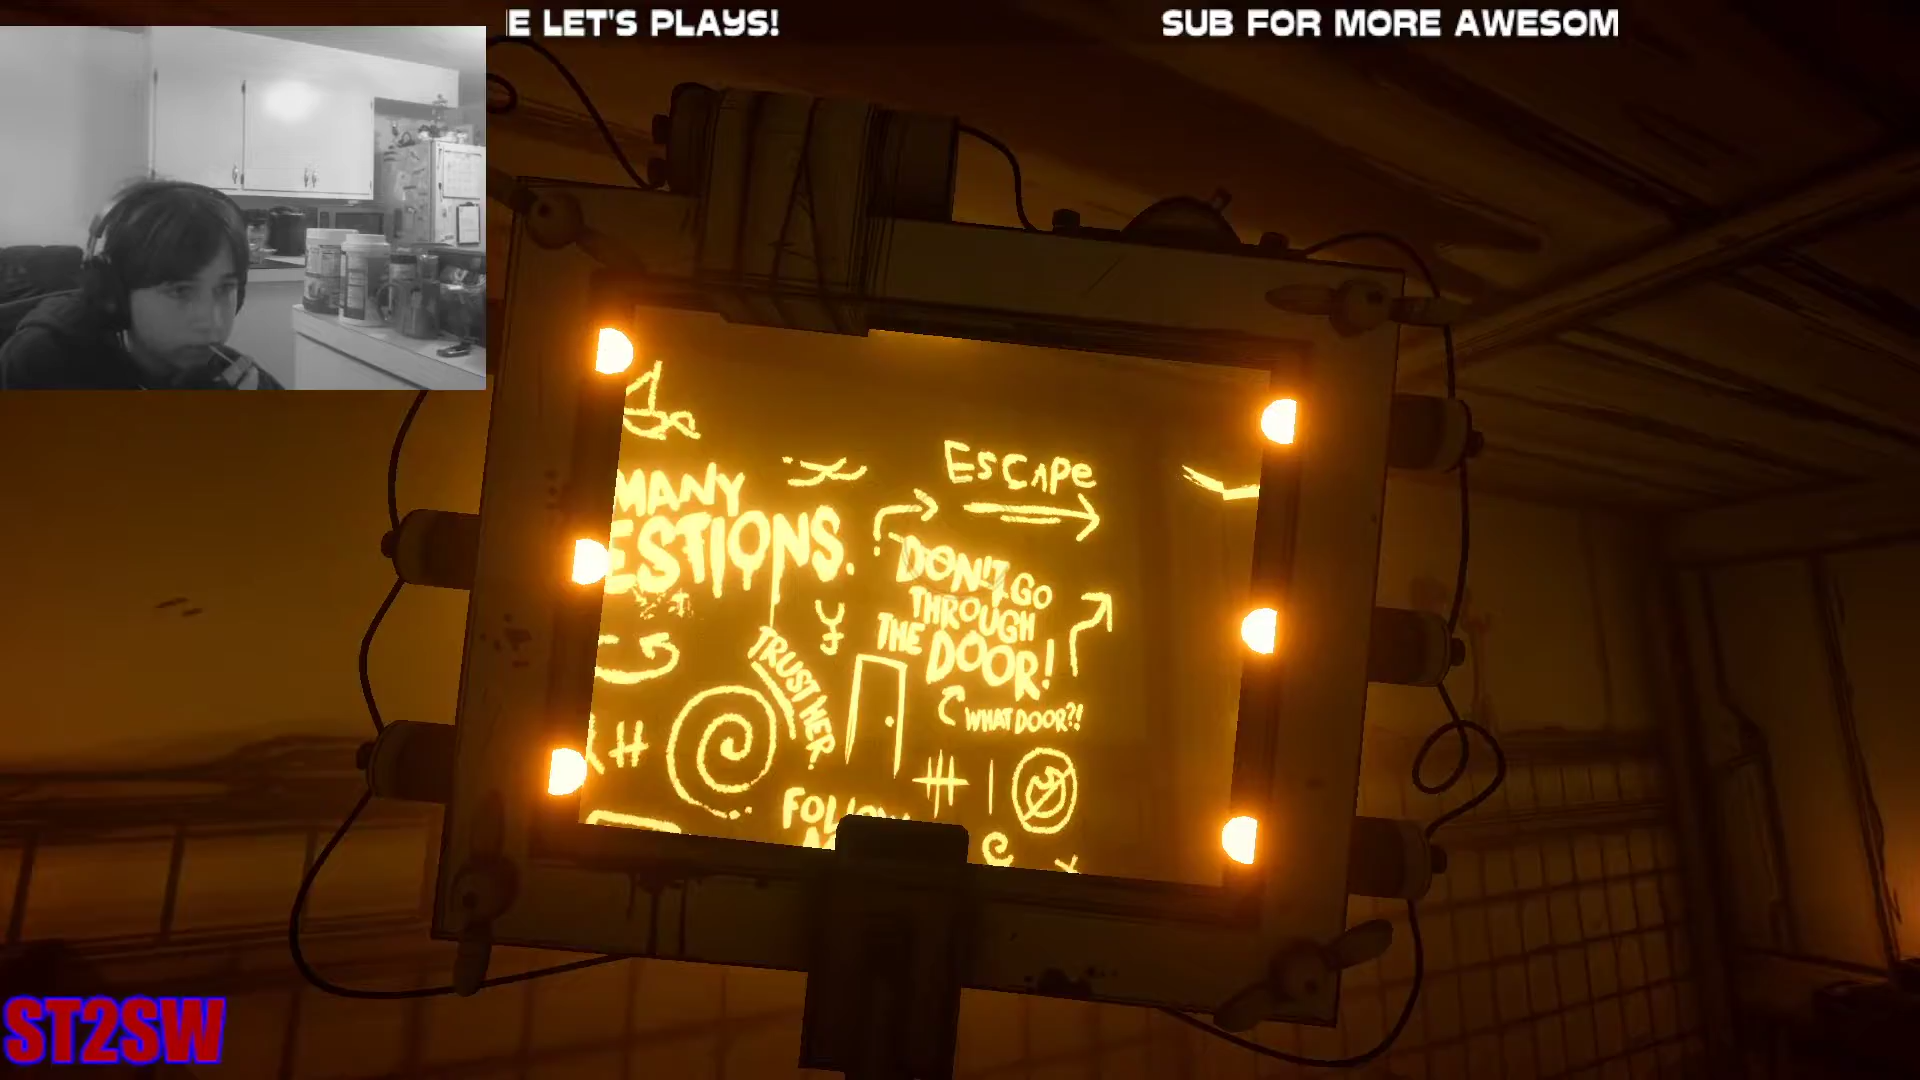 E LET'S PLAYS!
SUB FOR MORE AWESOM
ESCAPE
MANY
ESTIONS.
DON'T GO
THROUGH
THE DOOR!
TRUST HER
WHAT DOOR?!
ST2SW